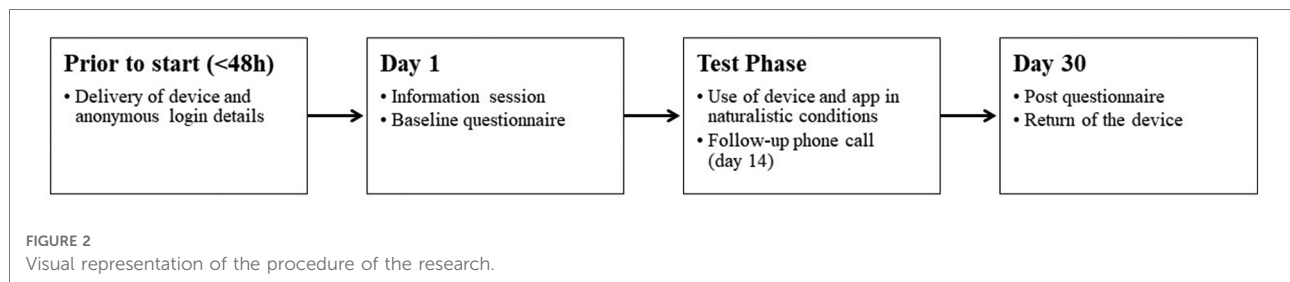 Prior to start (<48h)
• Delivery of device and
anonymous login details
Day 1
• Information session
• Baseline questionnaire
Test Phase
• Use of device and app in
naturalistic conditions
• Follow-up phone call
(day 14)
Day 30
• Post questionnaire
• Return of the device
FIGURE 2
Visual representation of the procedure of the research.